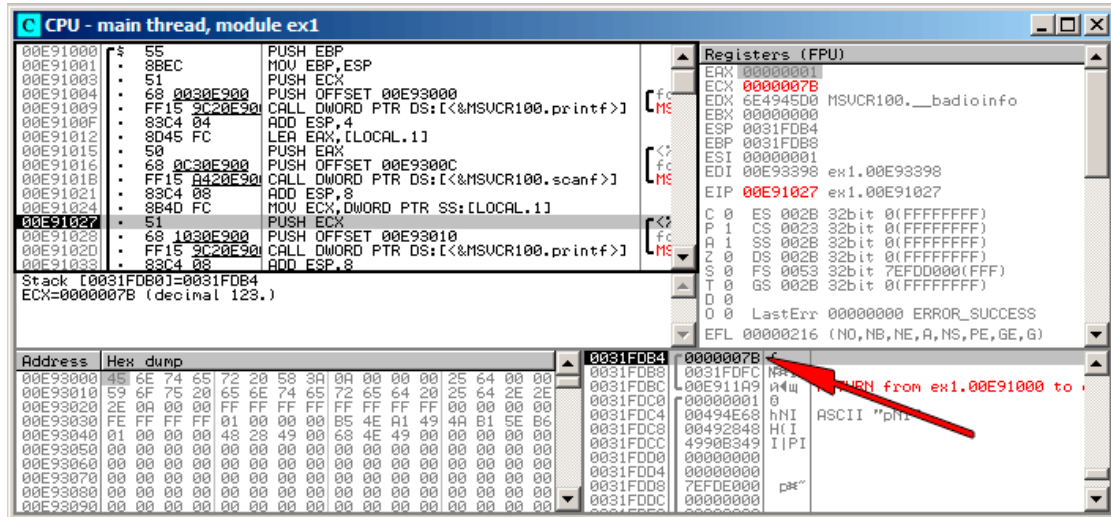 CPU - main thread, module ex1
00E91000 $ 55 PUSH EBP
00E91001 . 8BEC MOV EBP,ESP
00E91003 . 51 PUSH ECX
00E91004 . 68 0030E900 PUSH OFFSET 00E93000
00E91009 . FF15 9C20E900 CALL DWORD PTR DS:[<&MSVCR100.printf>]
00E9100F . 83C4 04 ADD ESP,4
00E91012 . 8D45 FC LEA EAX,[LOCAL.1]
00E91015 . 50 PUSH EAX
00E91016 . 68 0C30E900 PUSH OFFSET 00E9300C
00E9101B . FF15 A420E900 CALL DWORD PTR DS:[<&MSVCR100.scanf>]
00E91021 . 83C4 08 ADD ESP,8
00E91024 . 8B4D FC MOV ECX,DWORD PTR SS:[LOCAL.1]
00E91027 . 51 PUSH ECX
00E91028 . 68 1030E900 PUSH OFFSET 00E93010
00E9102D . FF15 9C20E900 CALL DWORD PTR DS:[<&MSVCR100.printf>]
00E91033 . 83C4 08 ADD ESP,8
Stack [0031FDB0]=0031FDB4
ECX=0000007B (decimal 123.)
Registers (FPU)
EAX 00000001
ECX 0000007B
EDX 6E4945D0 MSVCR100.__badioinfo
EBX 00000000
ESP 0031FDB4
EBP 0031FDB8
ESI 00000001
EDI 00E93398 ex1.00E93398
EIP 00E91027 ex1.00E91027
C 0 ES 002B 32bit 0(FFFFFFFF)
P 1 CS 0023 32bit 0(FFFFFFFF)
A 1 SS 002B 32bit 0(FFFFFFFF)
Z 0 DS 002B 32bit 0(FFFFFFFF)
S 0 FS 0053 32bit 7EFDD000(FFF)
T 0 GS 002B 32bit 0(FFFFFFFF)
D 0
O 0 LastErr 00000000 ERROR_SUCCESS
EFL 00000216 (NO,NB,NE,A,NS,PE,GE,G)
Address Hex dump
00E93000 45 6E 74 65 72 20 58 3A 0A 00 00 00 25 64 00 00
00E93010 59 6F 75 20 65 6E 74 65 72 65 64 20 25 64 2E 2E
00E93020 2E 0A 00 00 FF FF FF FF FF FF FF FF 00 00 00 00
00E93030 FE FF FF FF 01 00 00 00 B5 4E A1 49 4A B1 5E B6
00E93040 01 00 00 00 48 28 49 00 68 4E 49 00 00 00 00 00
00E93050 00 00 00 00 00 00 00 00 00 00 00 00 00 00 00 00
00E93060 00 00 00 00 00 00 00 00 00 00 00 00 00 00 00 00
00E93070 00 00 00 00 00 00 00 00 00 00 00 00 00 00 00 00
00E93080 00 00 00 00 00 00 00 00 00 00 00 00 00 00 00 00
00E93090 00 00 00 00 00 00 00 00 00 00 00 00 00 00 00 00
0031FDB4 0000007B {
0031FDB8 0031FDFC
0031FDBC 00E911A9 RETURN from ex1.00E91000 to
0031FDC0 00000001
0031FDC4 00494E68 hNI ASCII "pNI"
0031FDC8 00492848 H(I
0031FDCC 4990B349 I|PI
0031FDD0 00000000
0031FDD4 00000000
0031FDD8 7EFDE000
0031FDDC 00000000